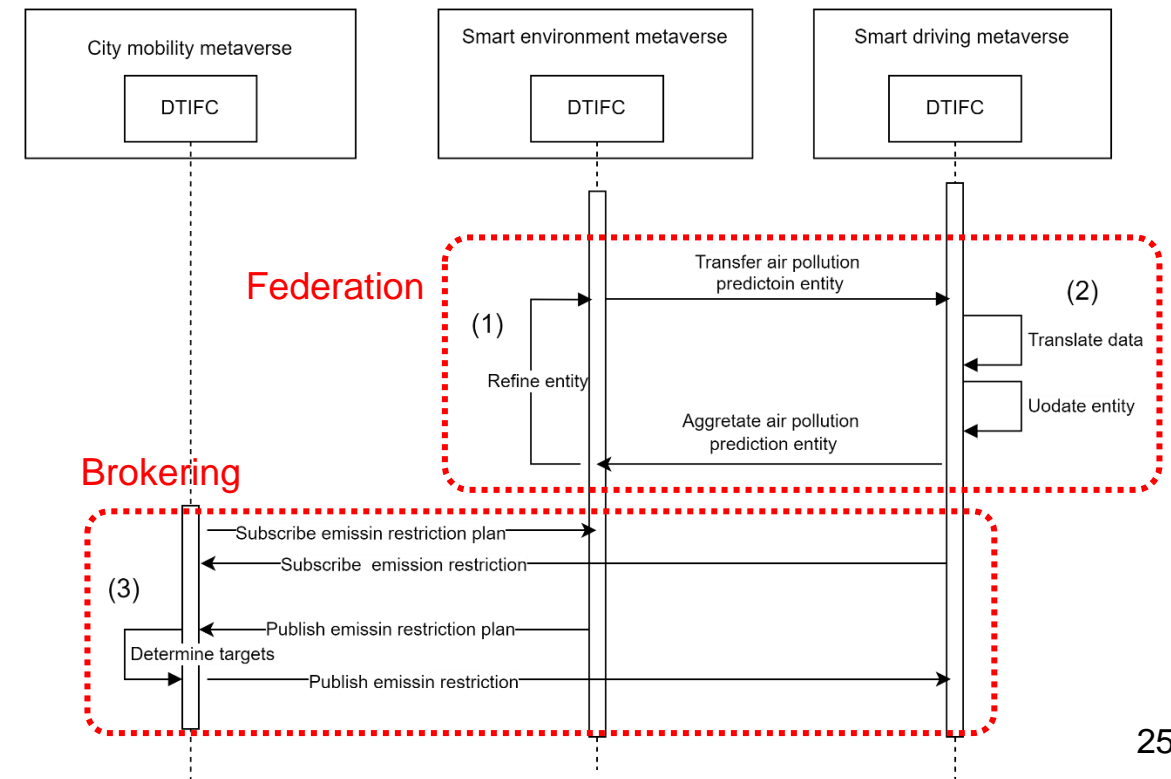 City mobility metaverse
DTIFC
Smart environment metaverse
DTIFC
Smart driving metaverse
DTIFC
Federation
Transfer air pollution
predictoin entity
(1)
(2)
Translate data
Refine entity
Uodate entity
Aggretate air pollution
prediction entity
Brokering
Subscribe emissin restriction plan
Subscribe emission restriction
(3)
Publish emissin restriction plan
Determine targets
Publish emissin restriction
25